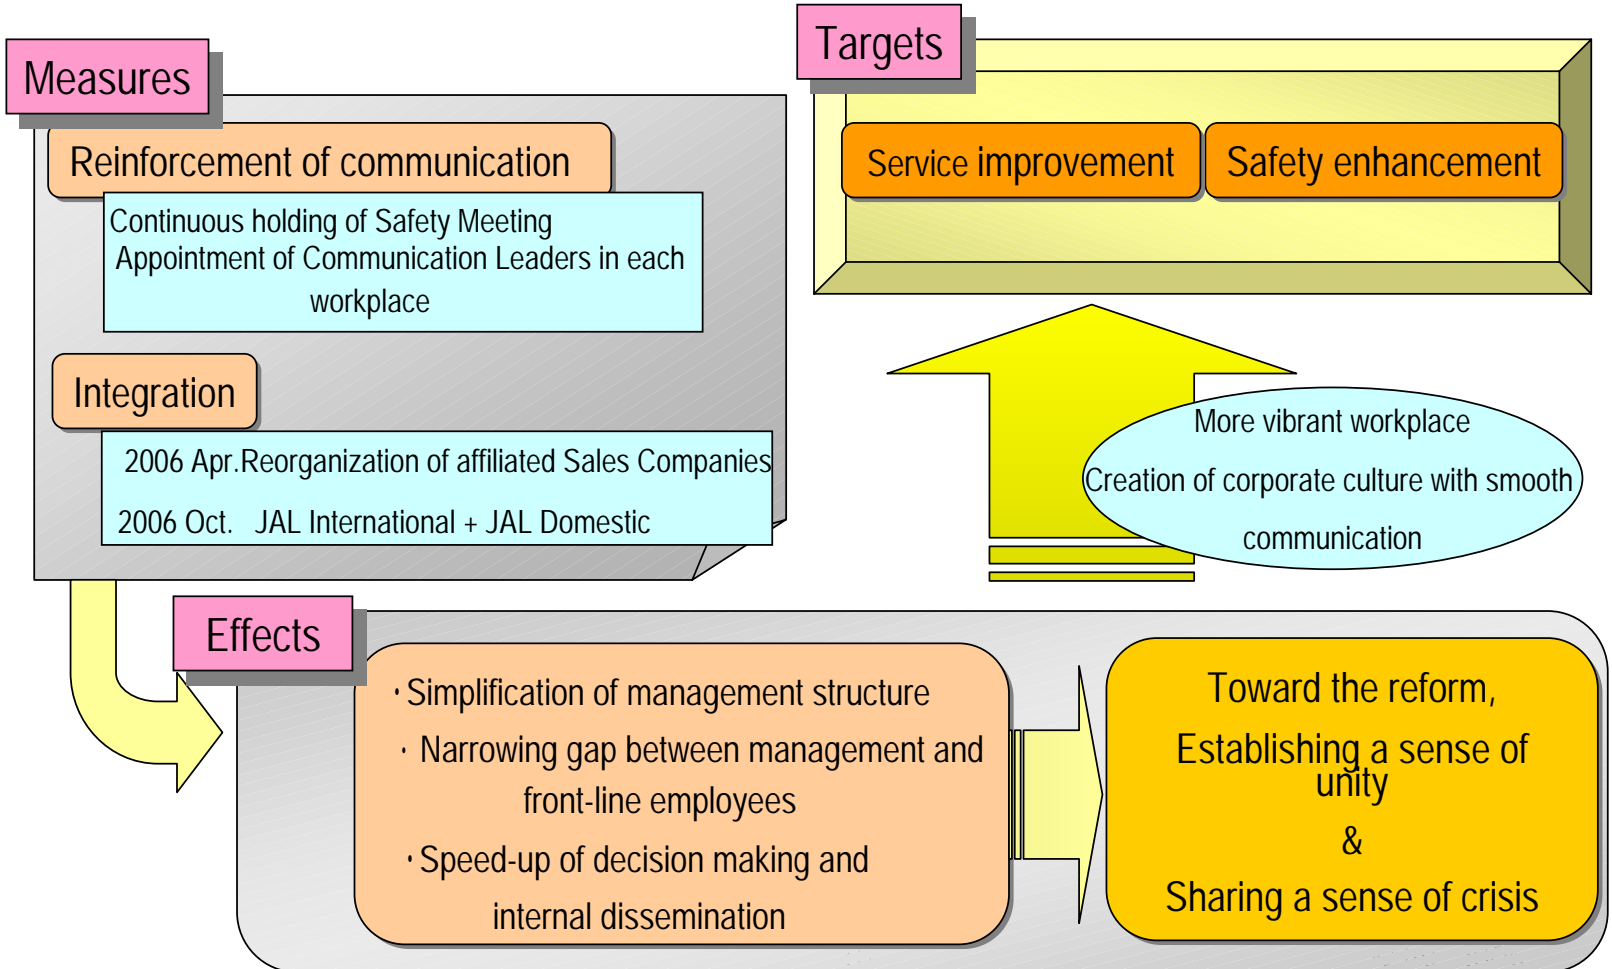 Measures
Reinforcement of communication
Continuous holding of Safety Meeting
Appointment of Communication Leaders in each
workplace
Integration
2006 Apr.Reorganization of affiliated Sales Companies
2006 Oct. JAL International + JAL Domestic
Targets
Service improvement
Safety enhancement
More vibrant workplace
Creation of corporate culture with smooth
communication
Effects
・Simplification of management structure
・Narrowing gap between management and
front-line employees
・Speed-up of decision making and
internal dissemination
Toward the reform,
Establishing a sense of
unity
&
Sharing a sense of crisis